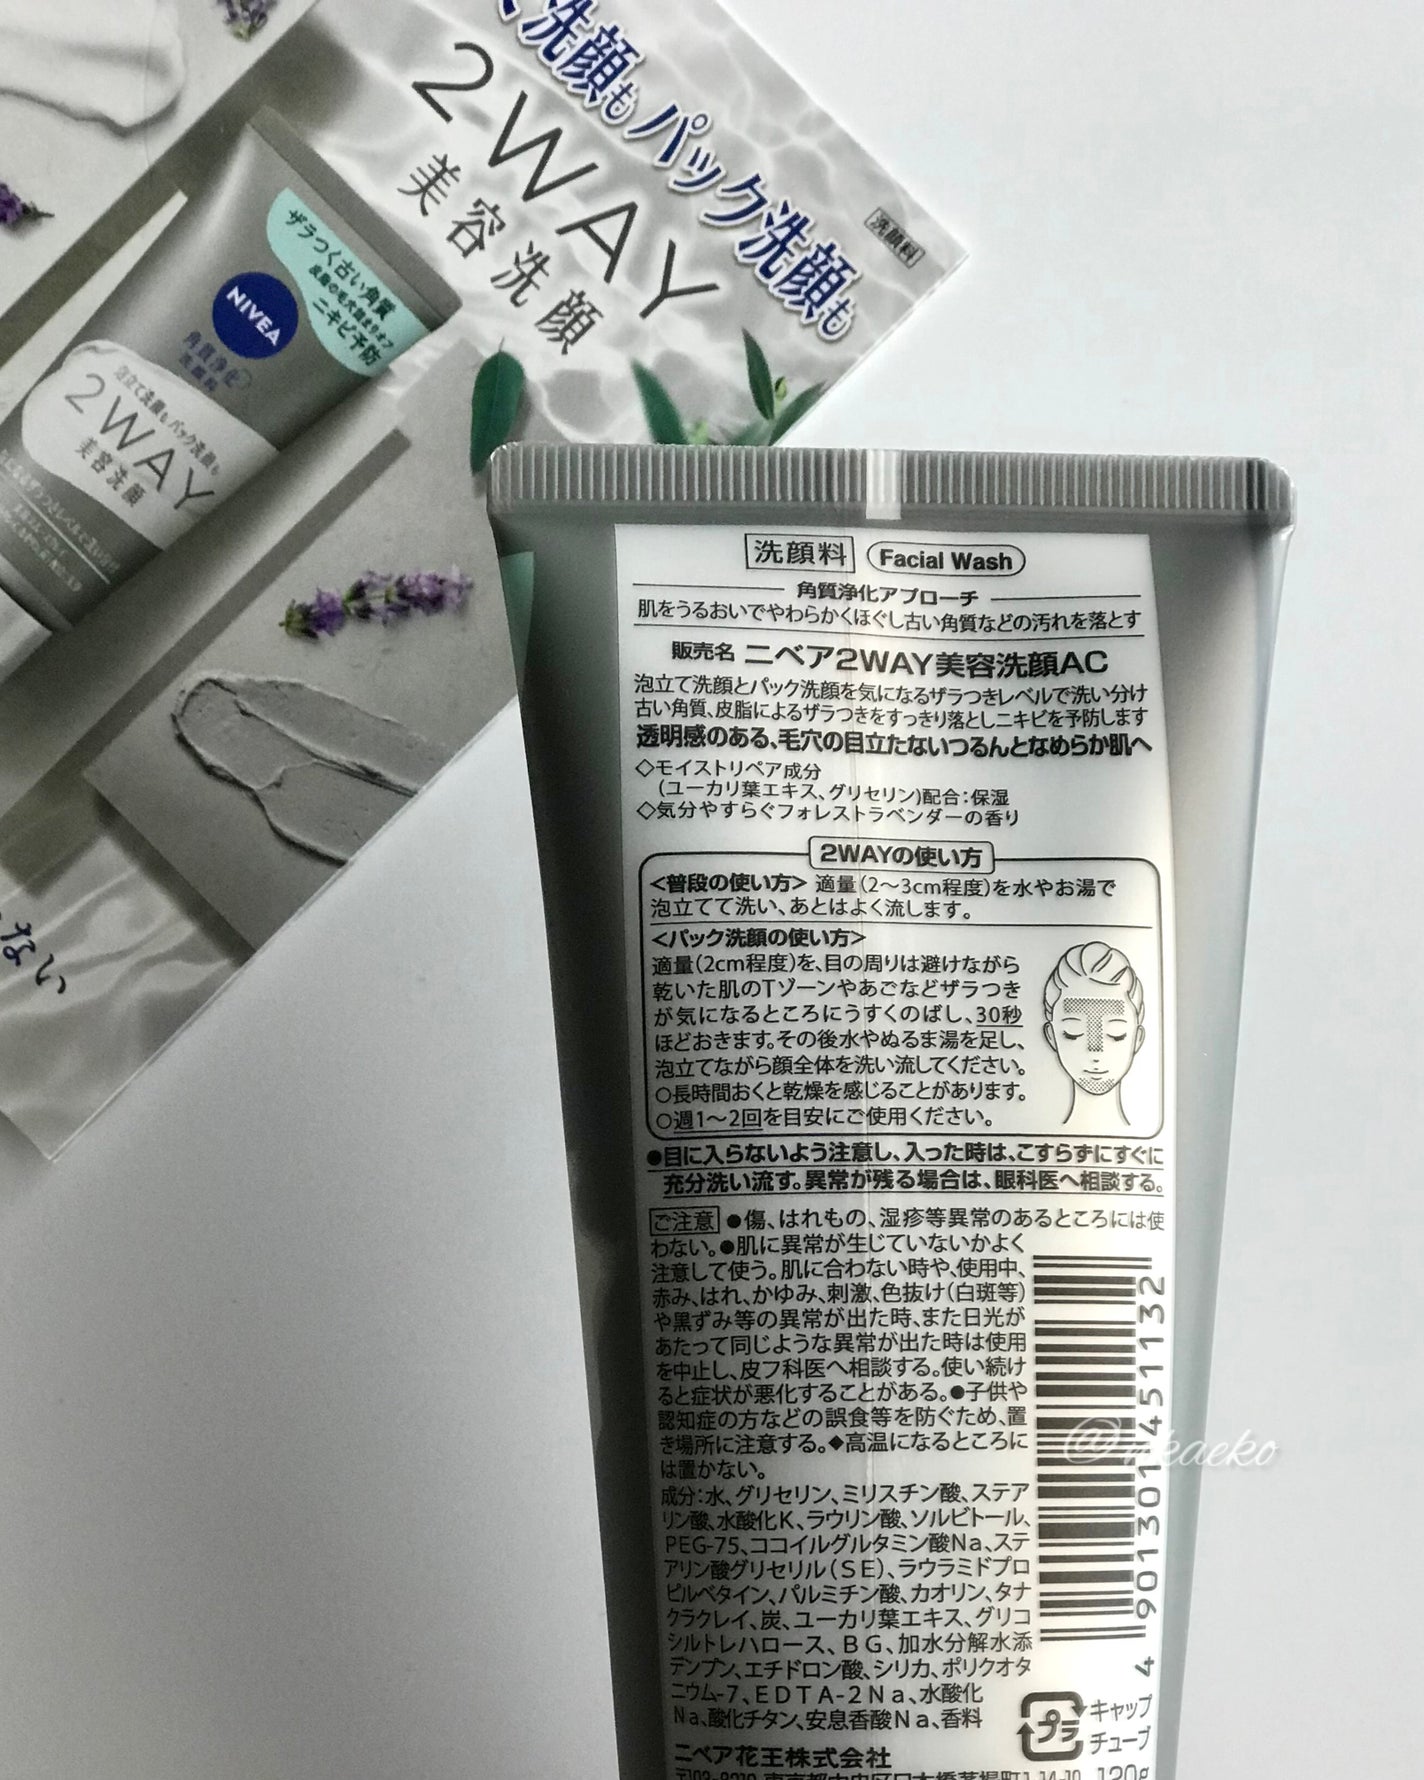 洗顔も パック洗顔も
2WAY
美容洗顔
洗顔料
ザラつく古い角質
皮脂の毛穴詰まりオフ
ニキビ予防
NIVEA
角質浄化
洗顔料
泡立て洗顔もパック洗顔も
2WAY
美容洗顔
ない
洗顔料 Facial Wash
角質浄化アプローチ
肌をうるおいでやわらかくほぐし古い角質などの汚れを落とす
販売名 ニベア2WAY美容洗顔AC
泡立て洗顔とパック洗顔を気になるザラつきレベルで洗い分け
古い角質、皮脂によるザラつきをすっきり落としニキビを予防します
透明感のある、毛穴の目立たないつるんとなめらか肌へ
◇モイストリペア成分
(ユーカリ葉エキス、グリセリン)配合:保湿
◇気分やすらぐフォレストラベンダーの香り
2WAYの使い方
<普段の使い方> 適量(2～3cm程度)を水やお湯で
泡立てて洗い、あとはよく流します。
<パック洗顔の使い方>
適量(2cm程度)を、目の周りは避けながら
乾いた肌のTゾーンやあごなどザラつき
が気になるところにうすくのばし、30秒
ほどおきます。その後水やぬるま湯を足し、
泡立てながら顔全体を洗い流してください。
○長時間おくと乾燥を感じることがあります。
○週1～2回を目安にご使用ください。
●目に入らないよう注意し、入った時は、こすらずにすぐに
充分洗い流す。異常が残る場合は、眼科医へ相談する。
ご注意 ●傷、はれもの、湿疹等異常のあるところには使
わない。●肌に異常が生じていないかよく
注意して使う。肌に合わない時や、使用中、
赤み、はれ、かゆみ、刺激、色抜け(白斑等)
や黒ずみ等の異常が出た時、また日光が
あたって同じような異常が出た時は使用
を中止し、皮フ科医へ相談する。使い続け
ると症状が悪化することがある。●子供や
認知症の方などの誤食等を防ぐため、置
き場所に注意する。◆高温になるところに
は置かない。
成分:水、グリセリン、ミリスチン酸、ステア
リン酸、水酸化K、ラウリン酸、ソルビトール、
PEG-75、ココイルグルタミン酸Na、ステ
アリン酸グリセリル(SE)、ラウラミドプロ
ピルベタイン、パルミチン酸、カオリン、タナ
クラクレイ、炭、ユーカリ葉エキス、グリコ
シルトレハロース、BG、加水分解水添
デンプン、エチドロン酸、シリカ、ポリクオタ
ニウム-7、EDTA-2Na、水酸化
Na、酸化チタン、安息香酸Na、香料
ニベア花王株式会社
4 901301 451132
プラ
キャップ
チューブ
120g